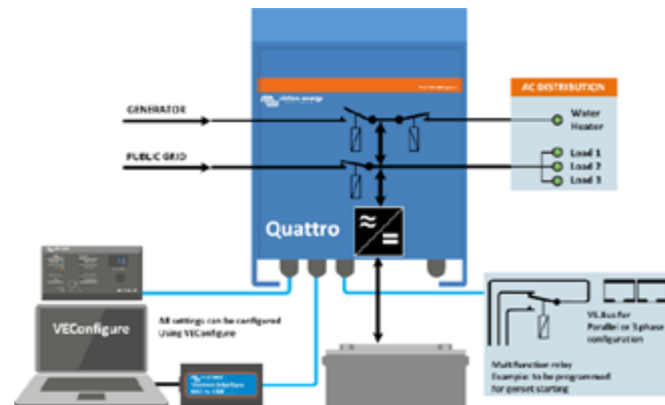 victron energy
GENERATOR
PUBLIC GRID
AC DISTRIBUTION
Water
Heater
Load 1
Load 2
Load 3
Quattro
VEConfigure
All settings can be configured
Using VEConfigure
VE.Bus for
Parallel or 3 phase
configuration
Multifunction relay
Example: to be programmed
for genset starting